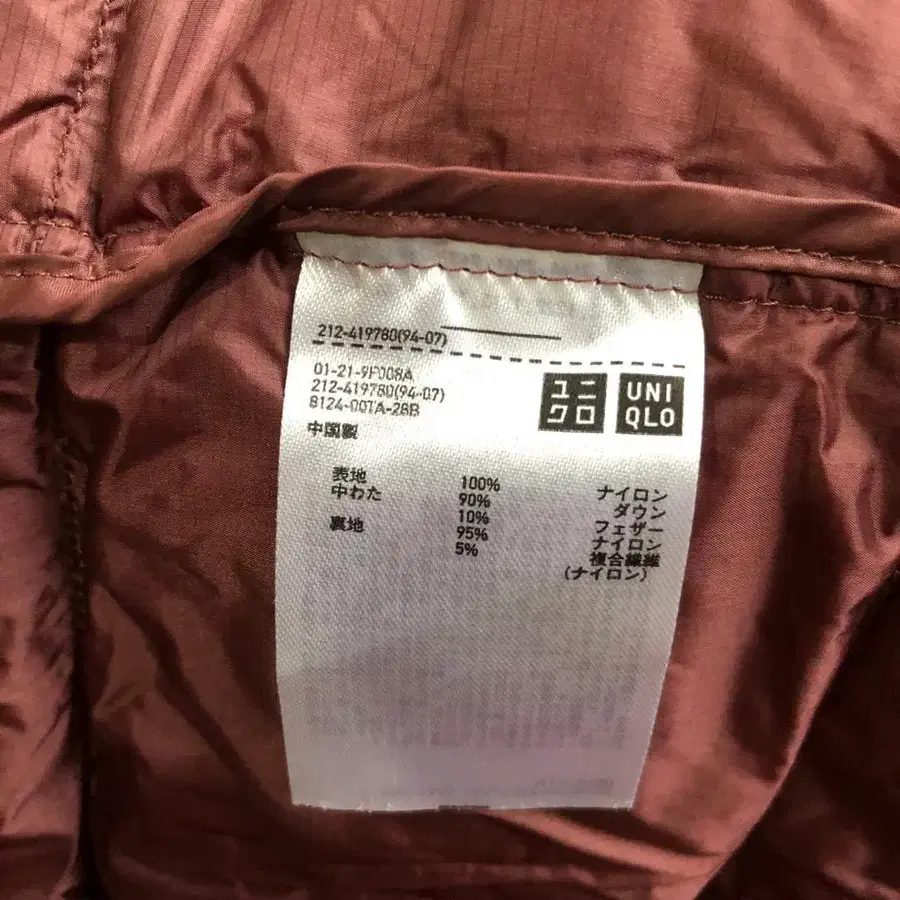 212-419780(94-07)
01-21-9F008A
212-419780(94-07)
8124-007A-28B
ユニ
クロ
UNI
QLO
中国製
表地 100% ナイロン
中わた 90% ダウン
10% フェザー
裏地 95% ナイロン
5% 複合繊維
(ナイロン)